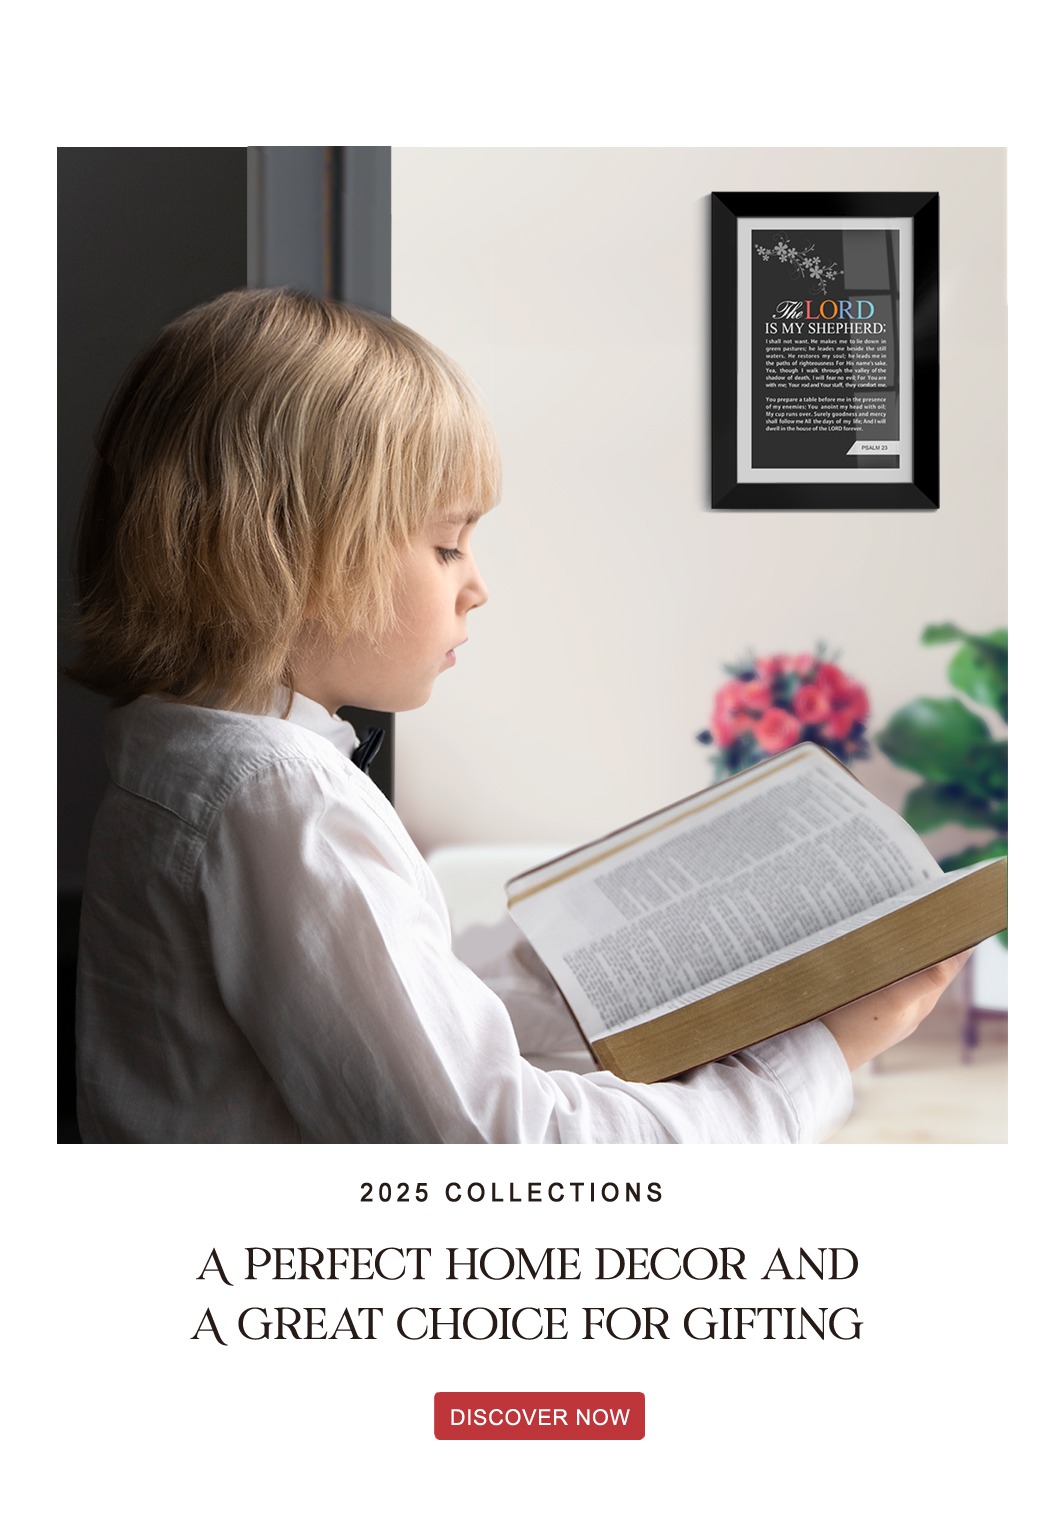 The LORD
IS MY SHEPHERD;
I shall not want. He makes me to lie down in
green pastures; he leades me beside the still
waters. He restores my soul; he leads me in
the paths of righteousness For His name's sake.
Yea, though I walk through the valley of the
shadow of death, I will fear no evil; For You are
with me; Your rod and Your staff, they comfort me.
You prepare a table before me in the presence
of my enemies; You anoint my head with oil;
My cup runs over. Surely goodness and mercy
shall follow me All the days of my life; And I will
dwell in the house of the LORD forever.
PSALM 23
2025 COLLECTIONS
A PERFECT HOME DECOR AND
A GREAT CHOICE FOR GIFTING
DISCOVER NOW